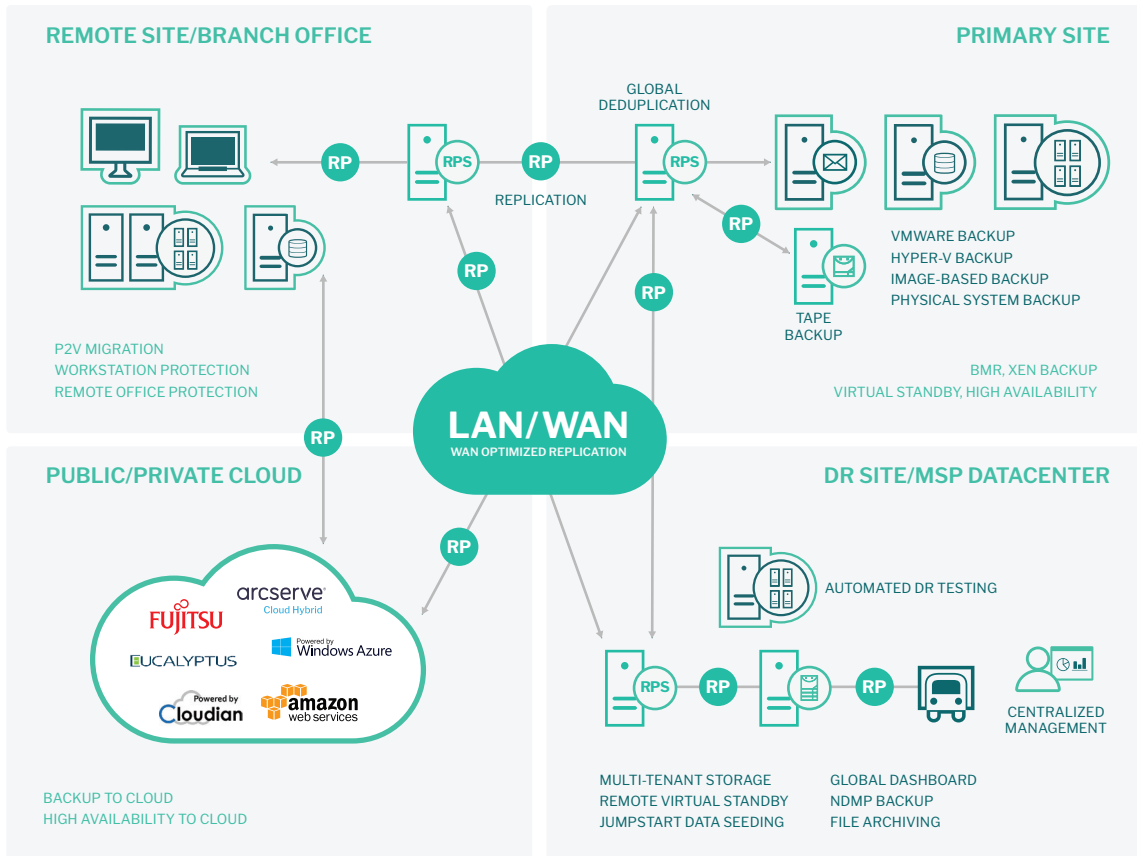 REMOTE SITE/BRANCH OFFICE
RP
RPS
RP
REPLICATION
RP
P2V MIGRATION
WORKSTATION PROTECTION
REMOTE OFFICE PROTECTION
RP
PRIMARY SITE
GLOBAL
DEDUPLICATION
RPS
RP
RP
TAPE
BACKUP
VMWARE BACKUP
HYPER-V BACKUP
IMAGE-BASED BACKUP
PHYSICAL SYSTEM BACKUP
BMR, XEN BACKUP
VIRTUAL STANDBY, HIGH AVAILABILITY
LAN/WAN
WAN OPTIMIZED REPLICATION
PUBLIC/PRIVATE CLOUD
RP
arcserve®
Cloud Hybrid
FUJITSU
Powered by
Windows Azure
EUCALYPTUS
Powered by
Cloudian
amazon
web services
BACKUP TO CLOUD
HIGH AVAILABILITY TO CLOUD
DR SITE/MSP DATACENTER
AUTOMATED DR TESTING
RPS
RP
RP
CENTRALIZED
MANAGEMENT
MULTI-TENANT STORAGE
REMOTE VIRTUAL STANDBY
JUMPSTART DATA SEEDING
GLOBAL DASHBOARD
NDMP BACKUP
FILE ARCHIVING